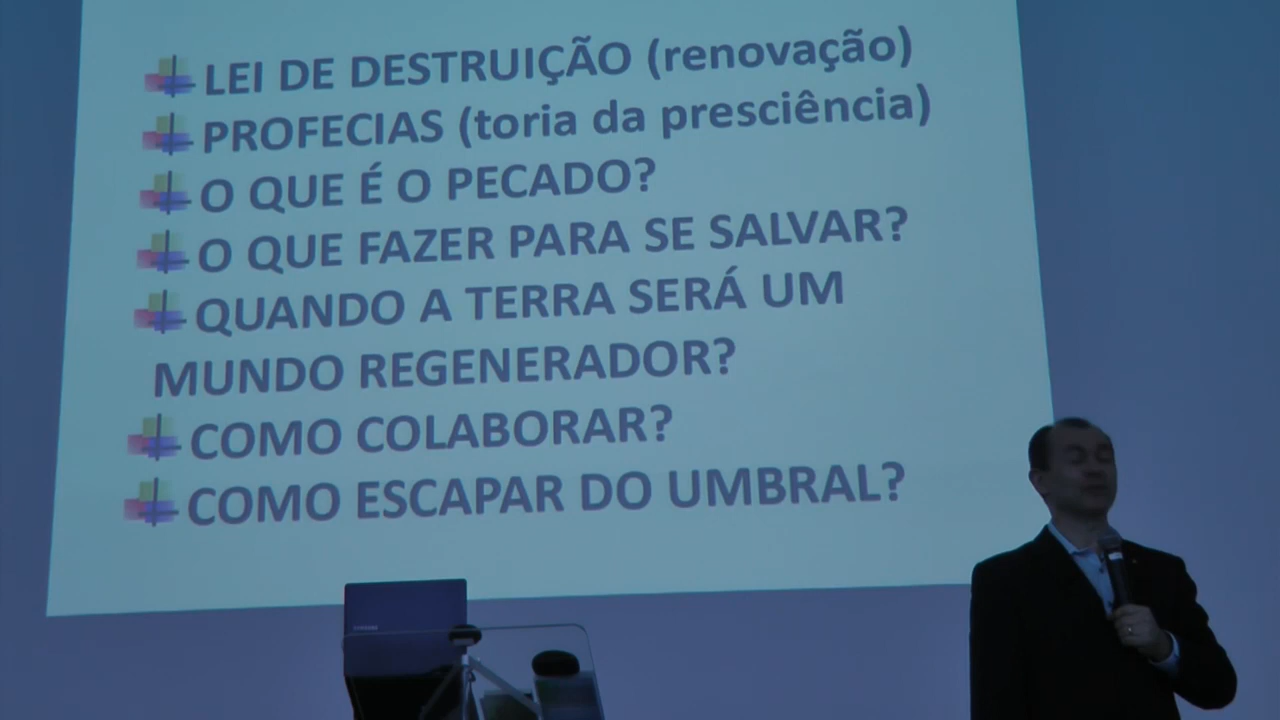 LEI DE DESTRUIÇÃO (renovação)
PROFECIAS (toria da presciência)
O QUE É O PECADO?
O QUE FAZER PARA SE SALVAR?
QUANDO A TERRA SERÁ UM
MUNDO REGENERADOR?
COMO COLABORAR?
COMO ESCAPAR DO UMBRAL?